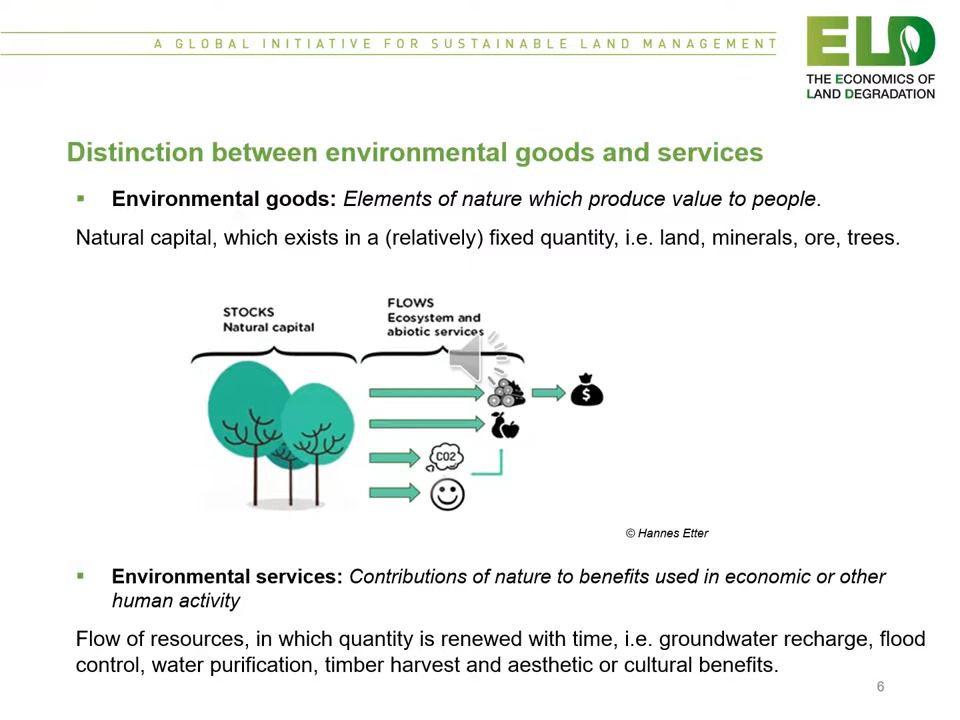 A GLOBAL INITIATIVE FOR SUSTAINABLE LAND MANAGEMENT
ELD
THE ECONOMICS OF
LAND DEGRADATION
Distinction between environmental goods and services
▪ Environmental goods: Elements of nature which produce value to people.
Natural capital, which exists in a (relatively) fixed quantity, i.e. land, minerals, ore, trees.
STOCKS
Natural capital
FLOWS
Ecosystem and
abiotic services
$
CO2
© Hannes Etter
▪ Environmental services: Contributions of nature to benefits used in economic or other
human activity
Flow of resources, in which quantity is renewed with time, i.e. groundwater recharge, flood
control, water purification, timber harvest and aesthetic or cultural benefits.
6